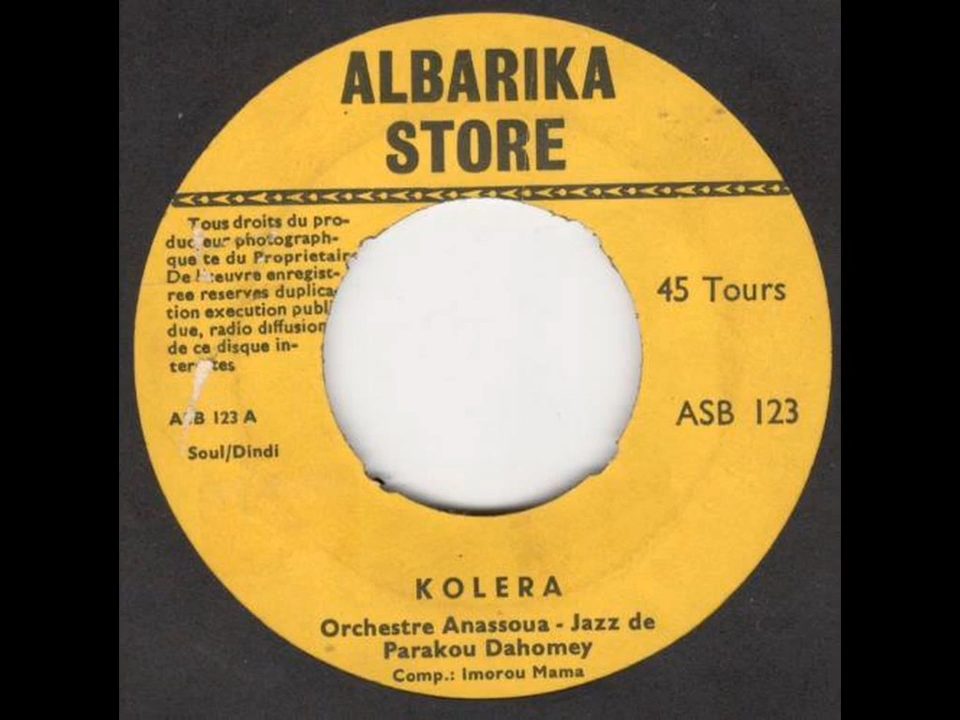 ALBARIKA
STORE
Tous droits du pro-
photograph-
que te du Proprietair
De enregist-
ree reserves duplica
tion execution publi
due, radio diffusion
de ce disque in-
45 Tours
ASB 123
123 A
Soul/Dindi
KOLERA
Orchestre Anassoua - Jazz de
Parakou Dahomey
Comp.: Imorou Mama